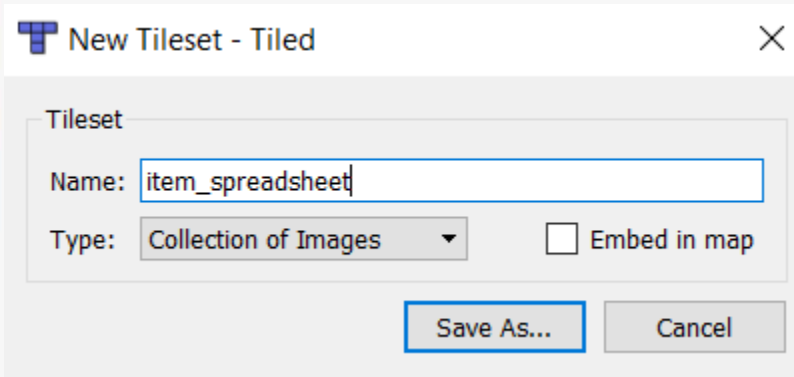 New Tileset - Tiled
Tileset
Name: item_spreadsheet
Type: Collection of Images Embed in map
Save As... Cancel